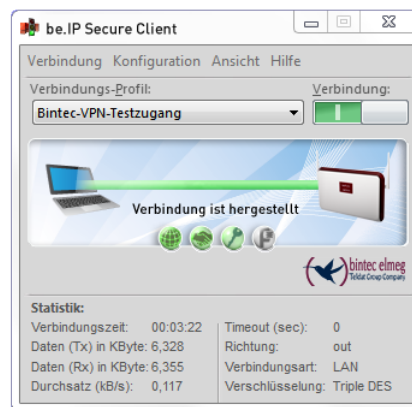 be.IP Secure Client
Verbindung Konfiguration Ansicht Hilfe
Verbindungs-Profil: Verbindung:
Bintec-VPN-Testzugang
Verbindung ist hergestellt
bintec elmeg
Teldat Group Company
Statistik:
Verbindungszeit: 00:03:22 Timeout (sec): 0
Daten (Tx) in KByte: 6,328 Richtung: out
Daten (Rx) in KByte: 6,355 Verbindungsart: LAN
Durchsatz (kB/s): 0,117 Verschlüsselung: Triple DES